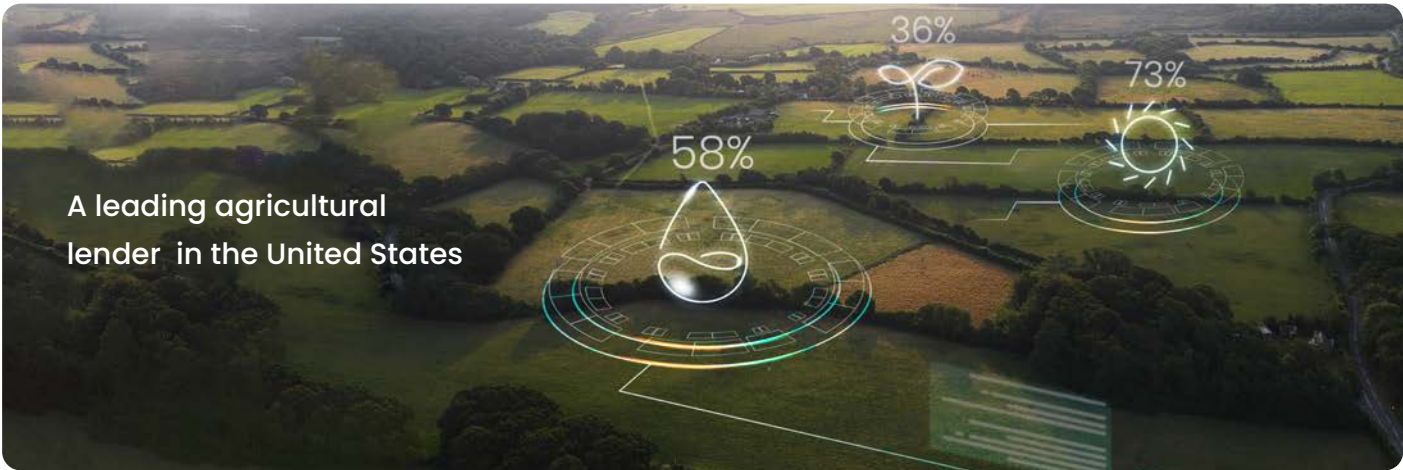 36%
73%
58%
A leading agricultural
lender in the United States